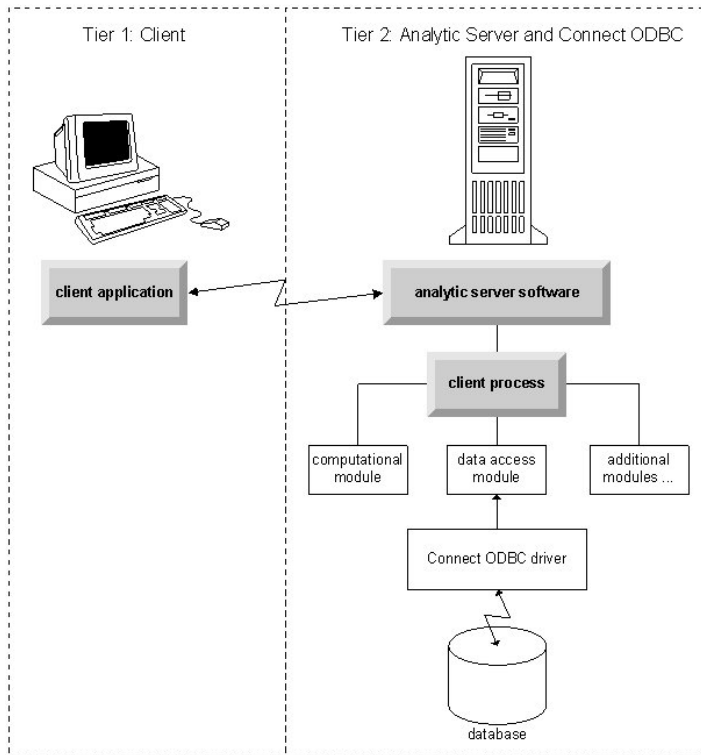 Tier 1: Client
Tier 2: Analytic Server and Connect ODBC
client application
analytic server software
client process
computational
module
data access
module
additional
modules ...
Connect ODBC driver
database